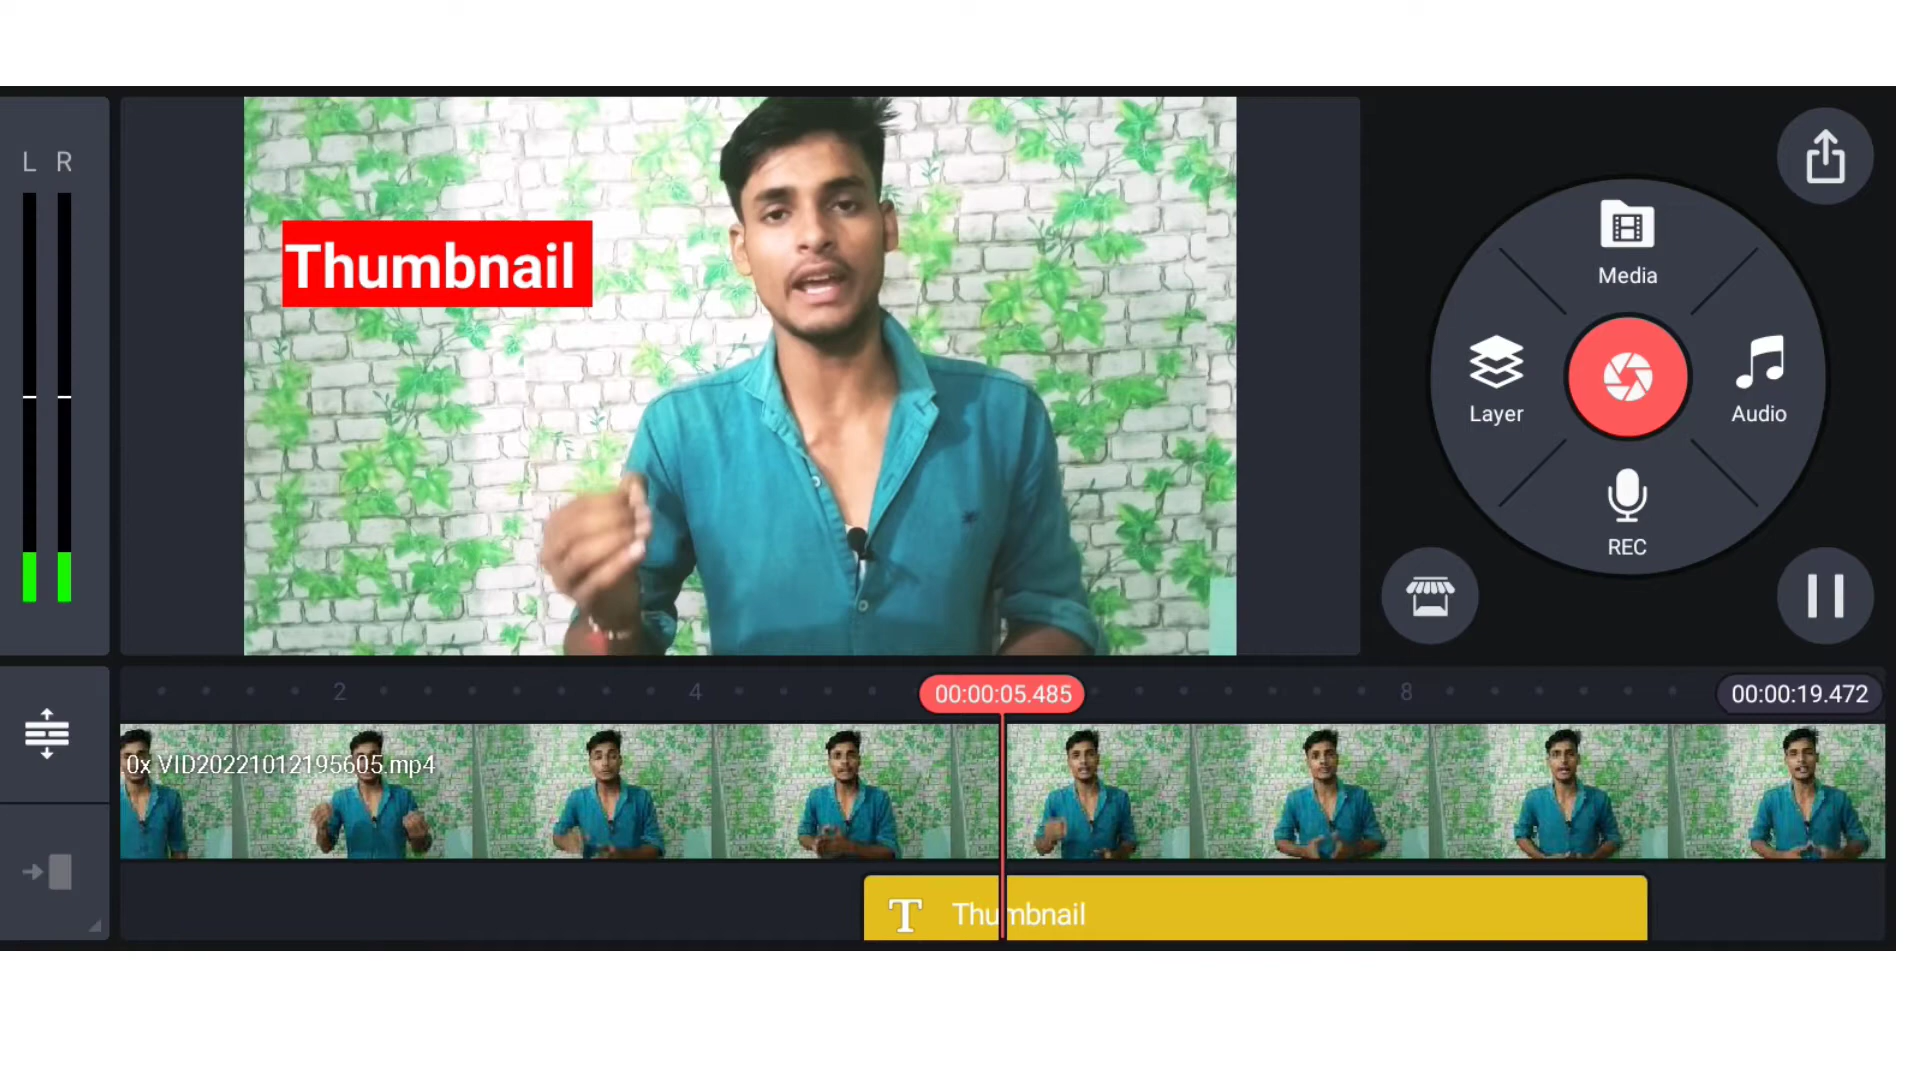 L R
Thumbnail
Media
Layer
Audio
REC
2
4
00:00:05.485
8
00:00:19.472
0x VID20221012195605.mp4
T Thumbnail